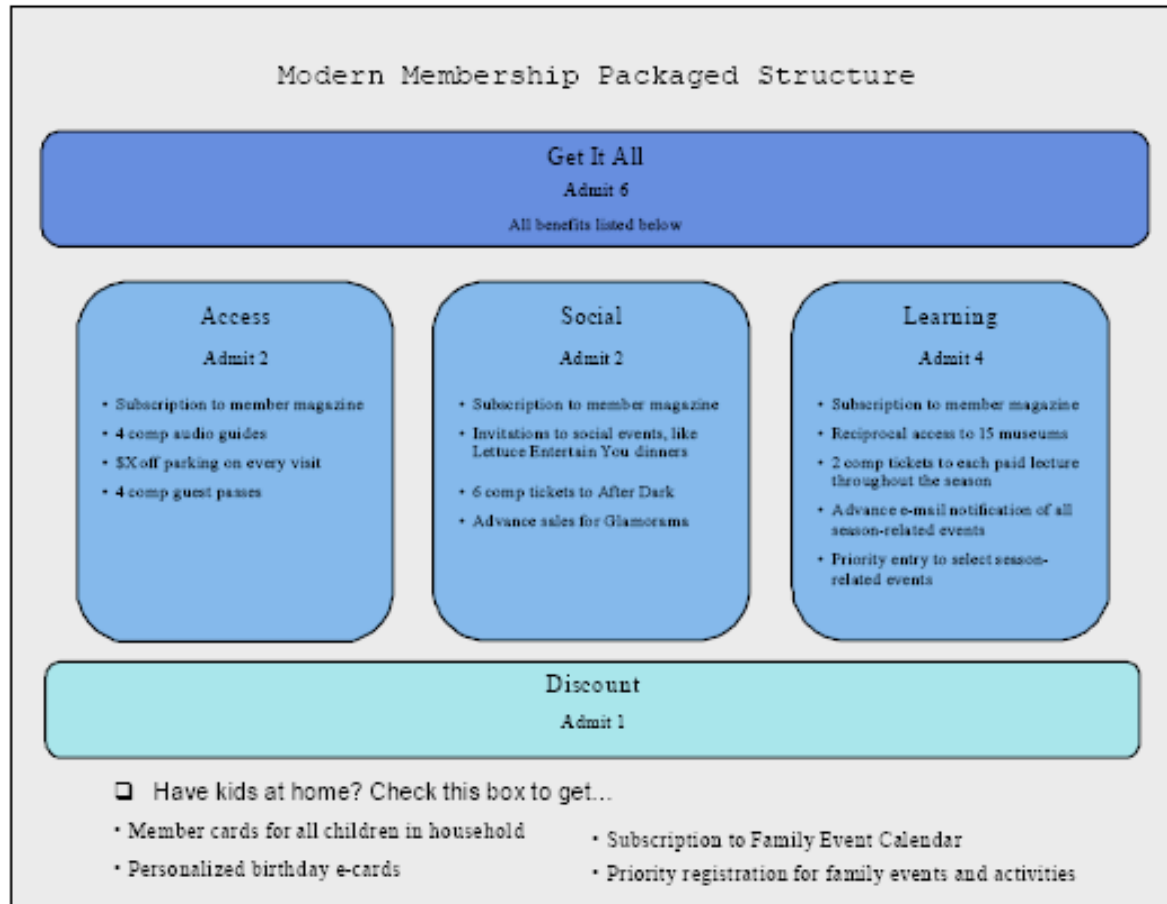 Modern Membership Packaged Structure
Get It All
Admit 6
All benefits listed below
Access
Admit 2
• Subscription to member magazine
• 4 comp audio guides
• $X off parking on every visit
• 4 comp guest passes
Social
Admit 2
• Subscription to member magazine
• Invitations to social events, like
Lettuce Entertain You dinners
• 6 comp tickets to After Dark
• Advance sales for Glamorama
Learning
Admit 4
• Subscription to member magazine
• Reciprocal access to 15 museums
• 2 comp tickets to each paid lecture
throughout the season
• Advance e-mail notification of all
season-related events
• Priority entry to select season-
related events
Discount
Admit 1
❑ Have kids at home? Check this box to get...
• Member cards for all children in household
• Personalized birthday e-cards
• Subscription to Family Event Calendar
• Priority registration for family events and activities